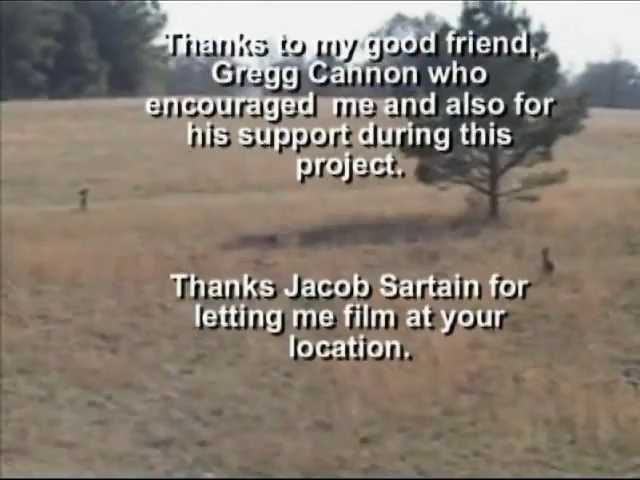 Thanks to my good friend,
Gregg Cannon who
encouraged  me and also for
his support during this
project.
Thanks Jacob Sartain for
letting me film at your
location.